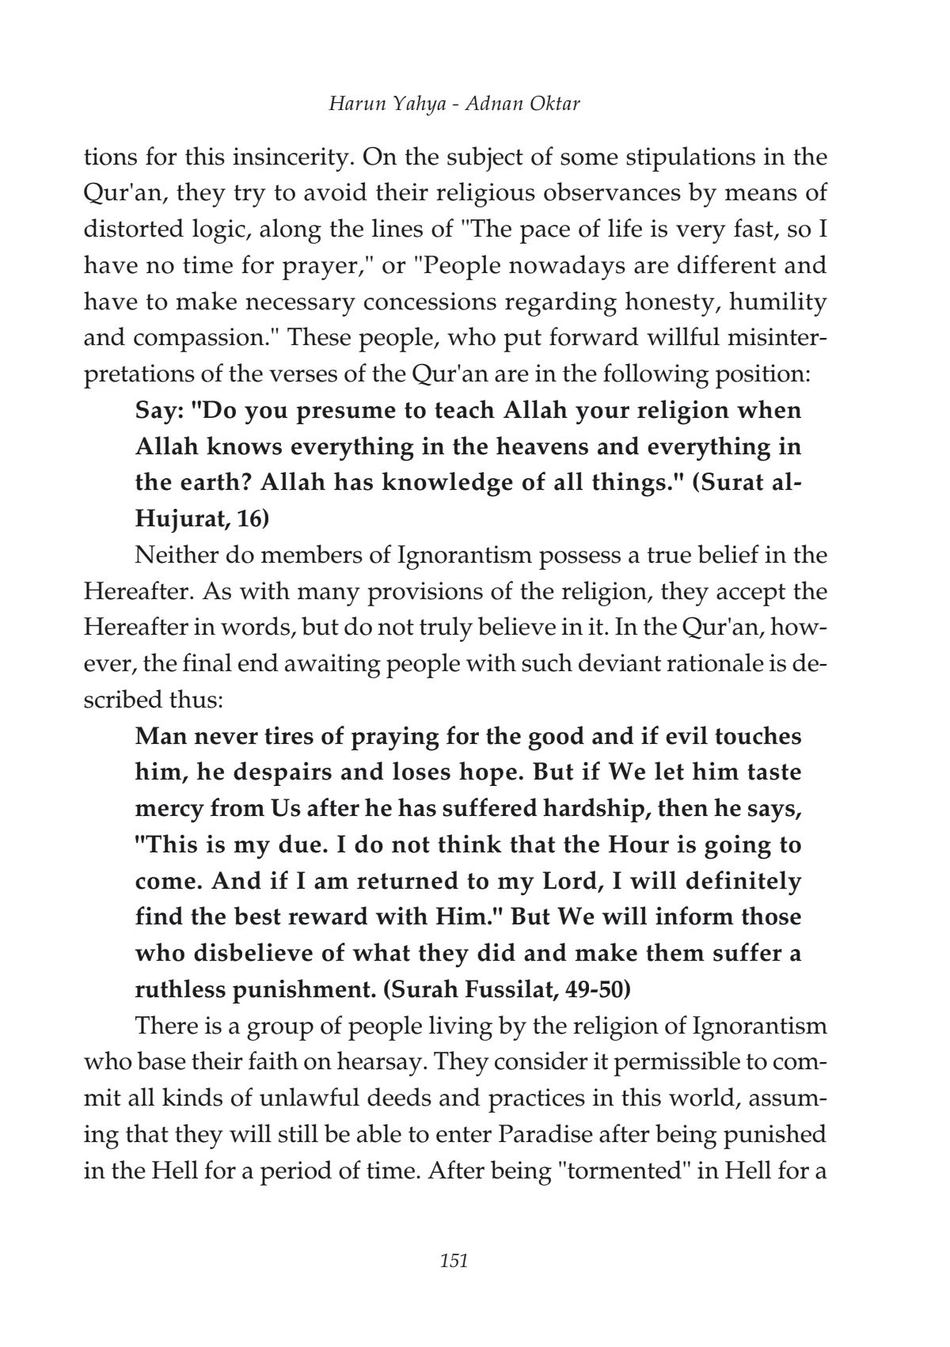 Harun Yahya - Adnan Oktar
tions for this insincerity. On the subject of some stipulations in the
Qur'an, they try to avoid their religious observances by means of
distorted logic, along the lines of "The pace of life is very fast, so I
have no time for prayer," or "People nowadays are different and
have to make necessary concessions regarding honesty, humility
and compassion." These people, who put forward willful misinter-
pretations of the verses of the Qur'an are in the following position:
Say: "Do you presume to teach Allah your religion when
Allah knows everything in the heavens and everything in
the earth? Allah has knowledge of all things." (Surat al-
Hujurat, 16)
Neither do members of Ignorantism possess a true belief in the
Hereafter. As with many provisions of the religion, they accept the
Hereafter in words, but do not truly believe in it. In the Qur'an, how-
ever, the final end awaiting people with such deviant rationale is de-
scribed thus:
Man never tires of praying for the good and if evil touches
him, he despairs and loses hope. But if We let him taste
mercy from Us after he has suffered hardship, then he says,
"This is my due. I do not think that the Hour is going to
come. And if I am returned to my Lord, I will definitely
find the best reward with Him." But We will inform those
who disbelieve of what they did and make them suffer a
ruthless punishment. (Surah Fussilat, 49-50)
There is a group of people living by the religion of Ignorantism
who base their faith on hearsay. They consider it permissible to com-
mit all kinds of unlawful deeds and practices in this world, assum-
ing that they will still be able to enter Paradise after being punished
in the Hell for a period of time. After being "tormented" in Hell for a
151